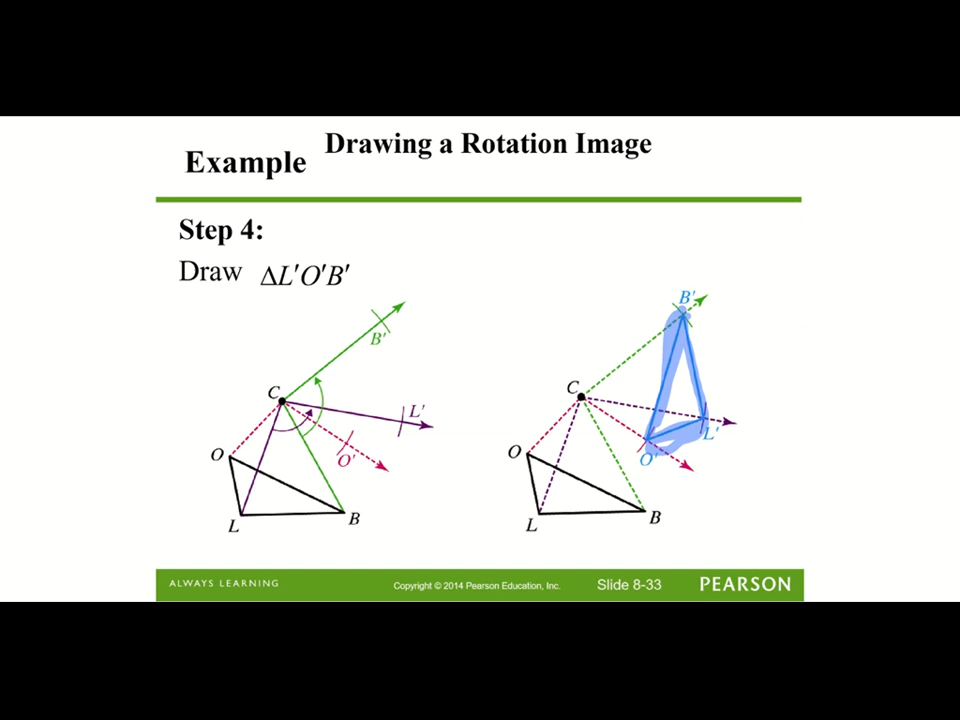 Drawing a Rotation Image
Example
Step 4:
Draw ΔL′O′B′
B′
C
L′
O
O′
L
B
B′
C
L′
O
O′
L
B
ALWAYS LEARNING
Copyright © 2014 Pearson Education, Inc.
Slide 8-33
PEARSON